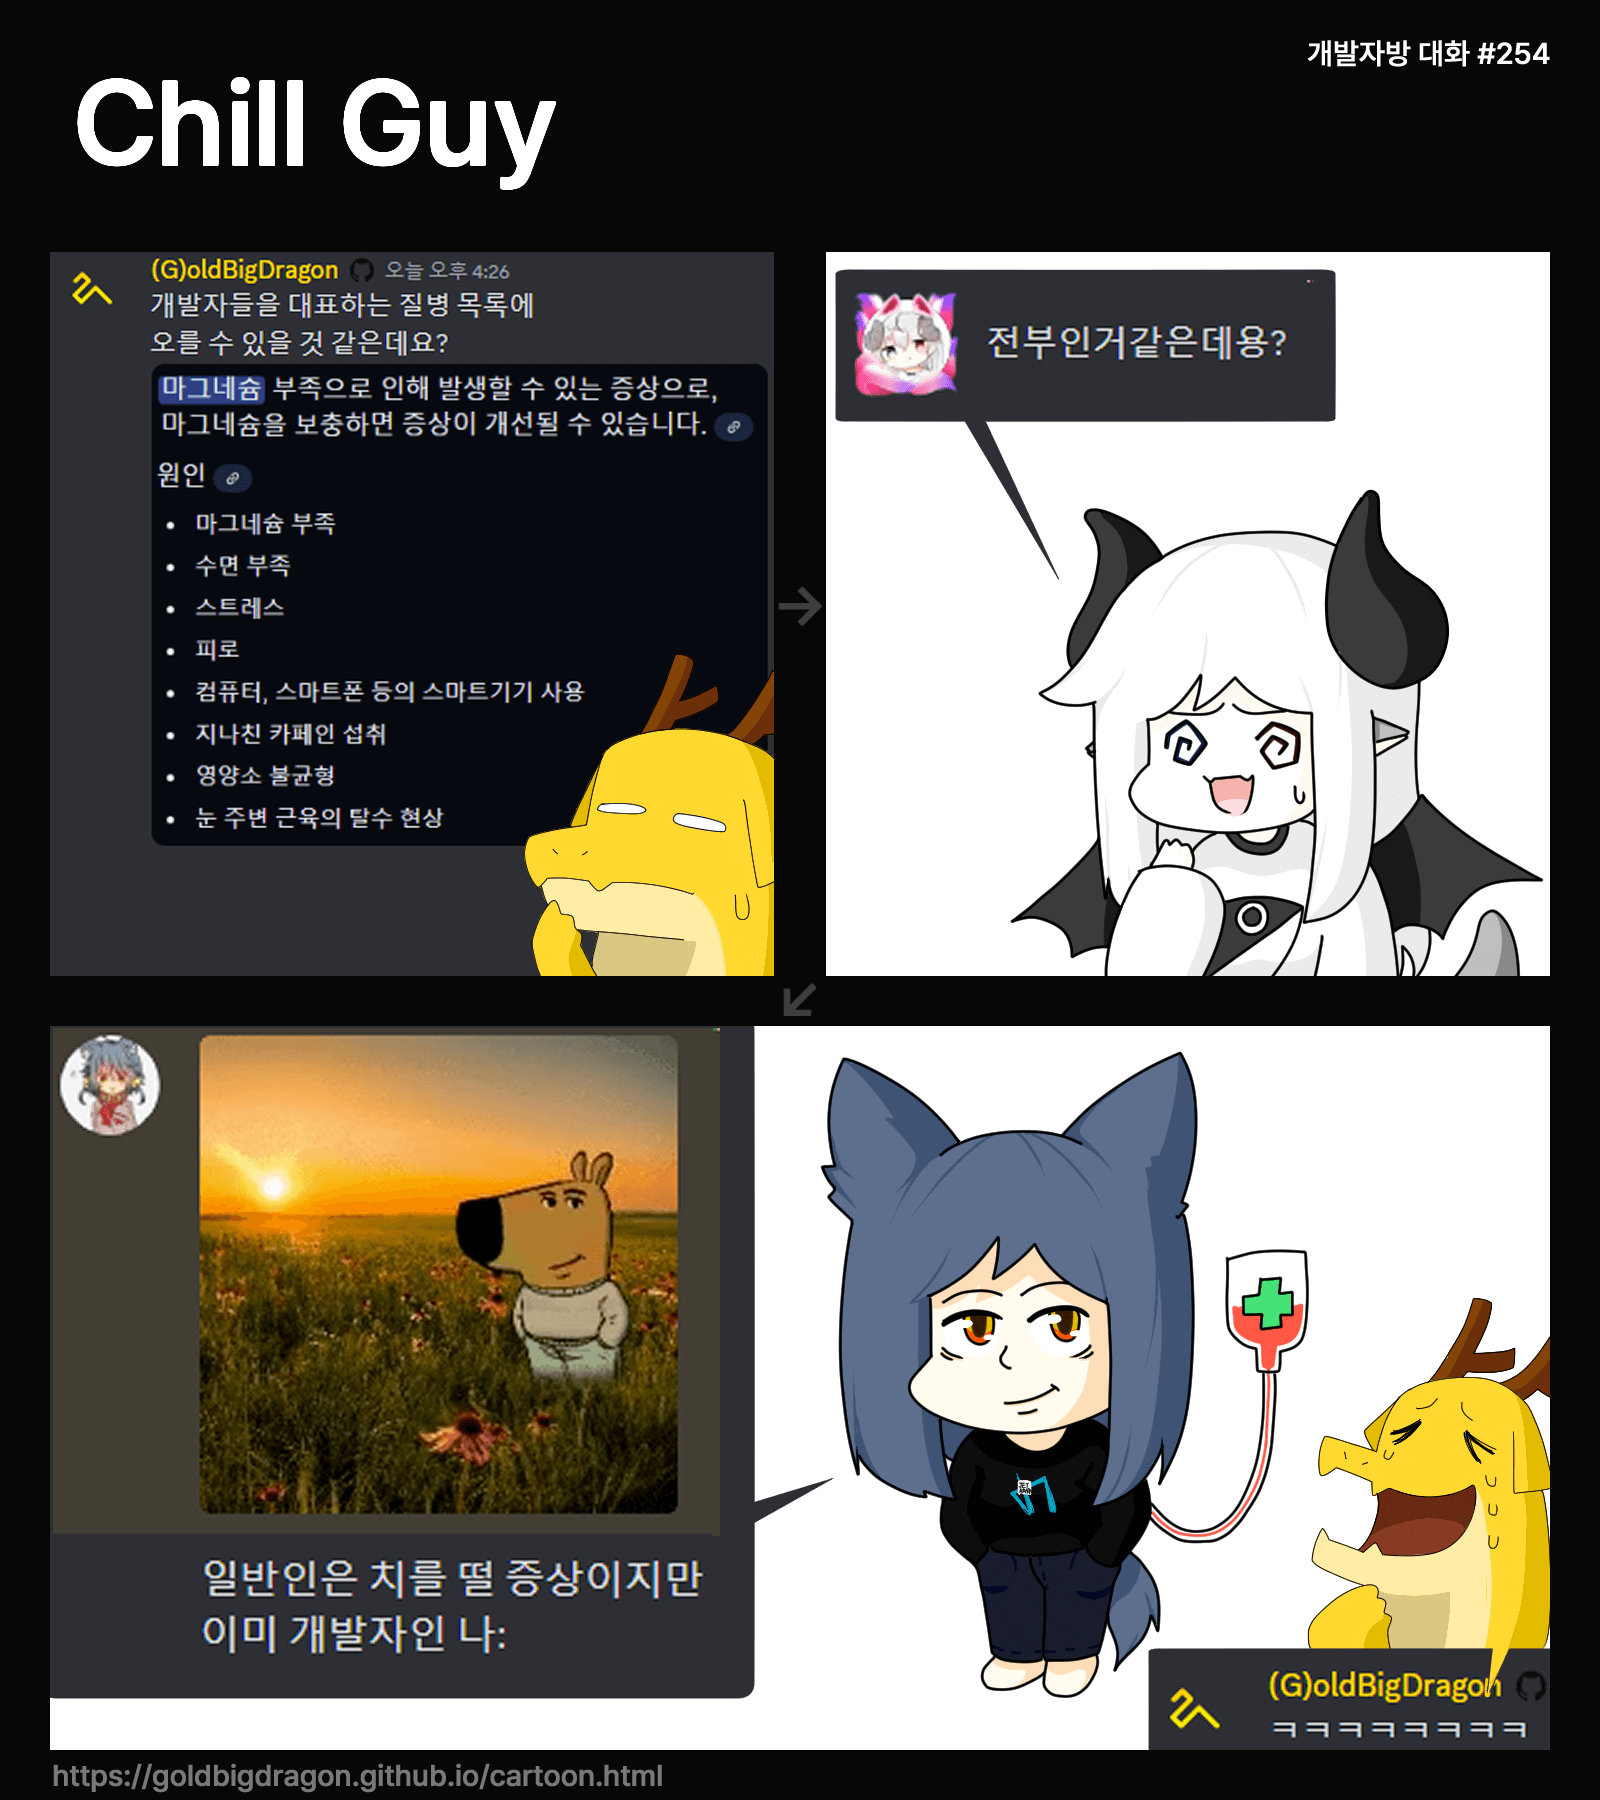 개발자방 대화 #254
Chill Guy
(G)oldBigDragon 오늘 오후 4:26
개발자들을 대표하는 질병 목록에
오를 수 있을 것 같은데요?
마그네슘 부족으로 인해 발생할 수 있는 증상으로,
마그네슘을 보충하면 증상이 개선될 수 있습니다.
원인
• 마그네슘 부족
• 수면 부족
• 스트레스
• 피로
• 컴퓨터, 스마트폰 등의 스마트기기 사용
• 지나친 카페인 섭취
• 영양소 불균형
• 눈 주변 근육의 탈수 현상
전부인거같은데용?
일반인은 치를 떨 증상이지만
이미 개발자인 나:
(G)oldBigDragon
ㅋㅋㅋㅋㅋㅋㅋㅋ
https://goldbigdragon.github.io/cartoon.html